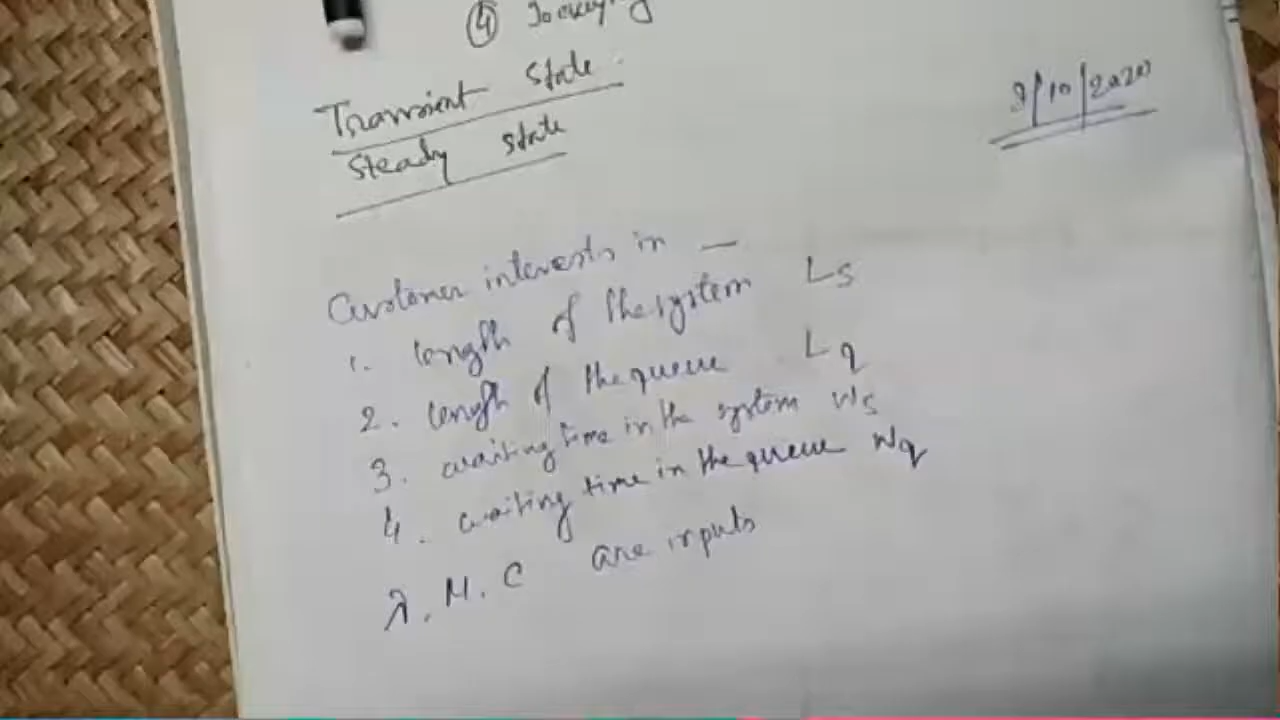 ④ Jockeying
Transient state.
9/10/2020
Steady state
Customer interests in —
1. length of the system Ls
2. length of the queue Lq
3. waiting time in the system Ws
4. waiting time in the queue Wq
λ, M, C are inputs